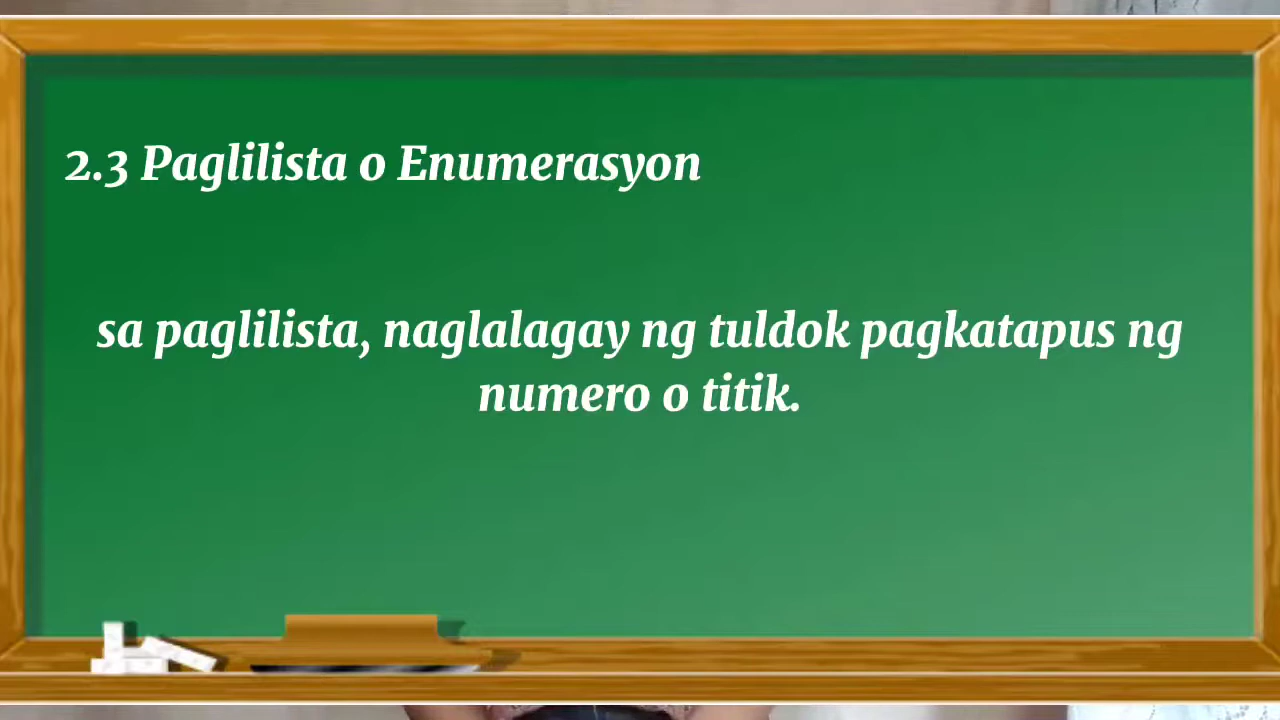 2.3 Paglilista o Enumerasyon
sa paglilista, naglalagay ng tuldok pagkatapus ng
numero o titik.